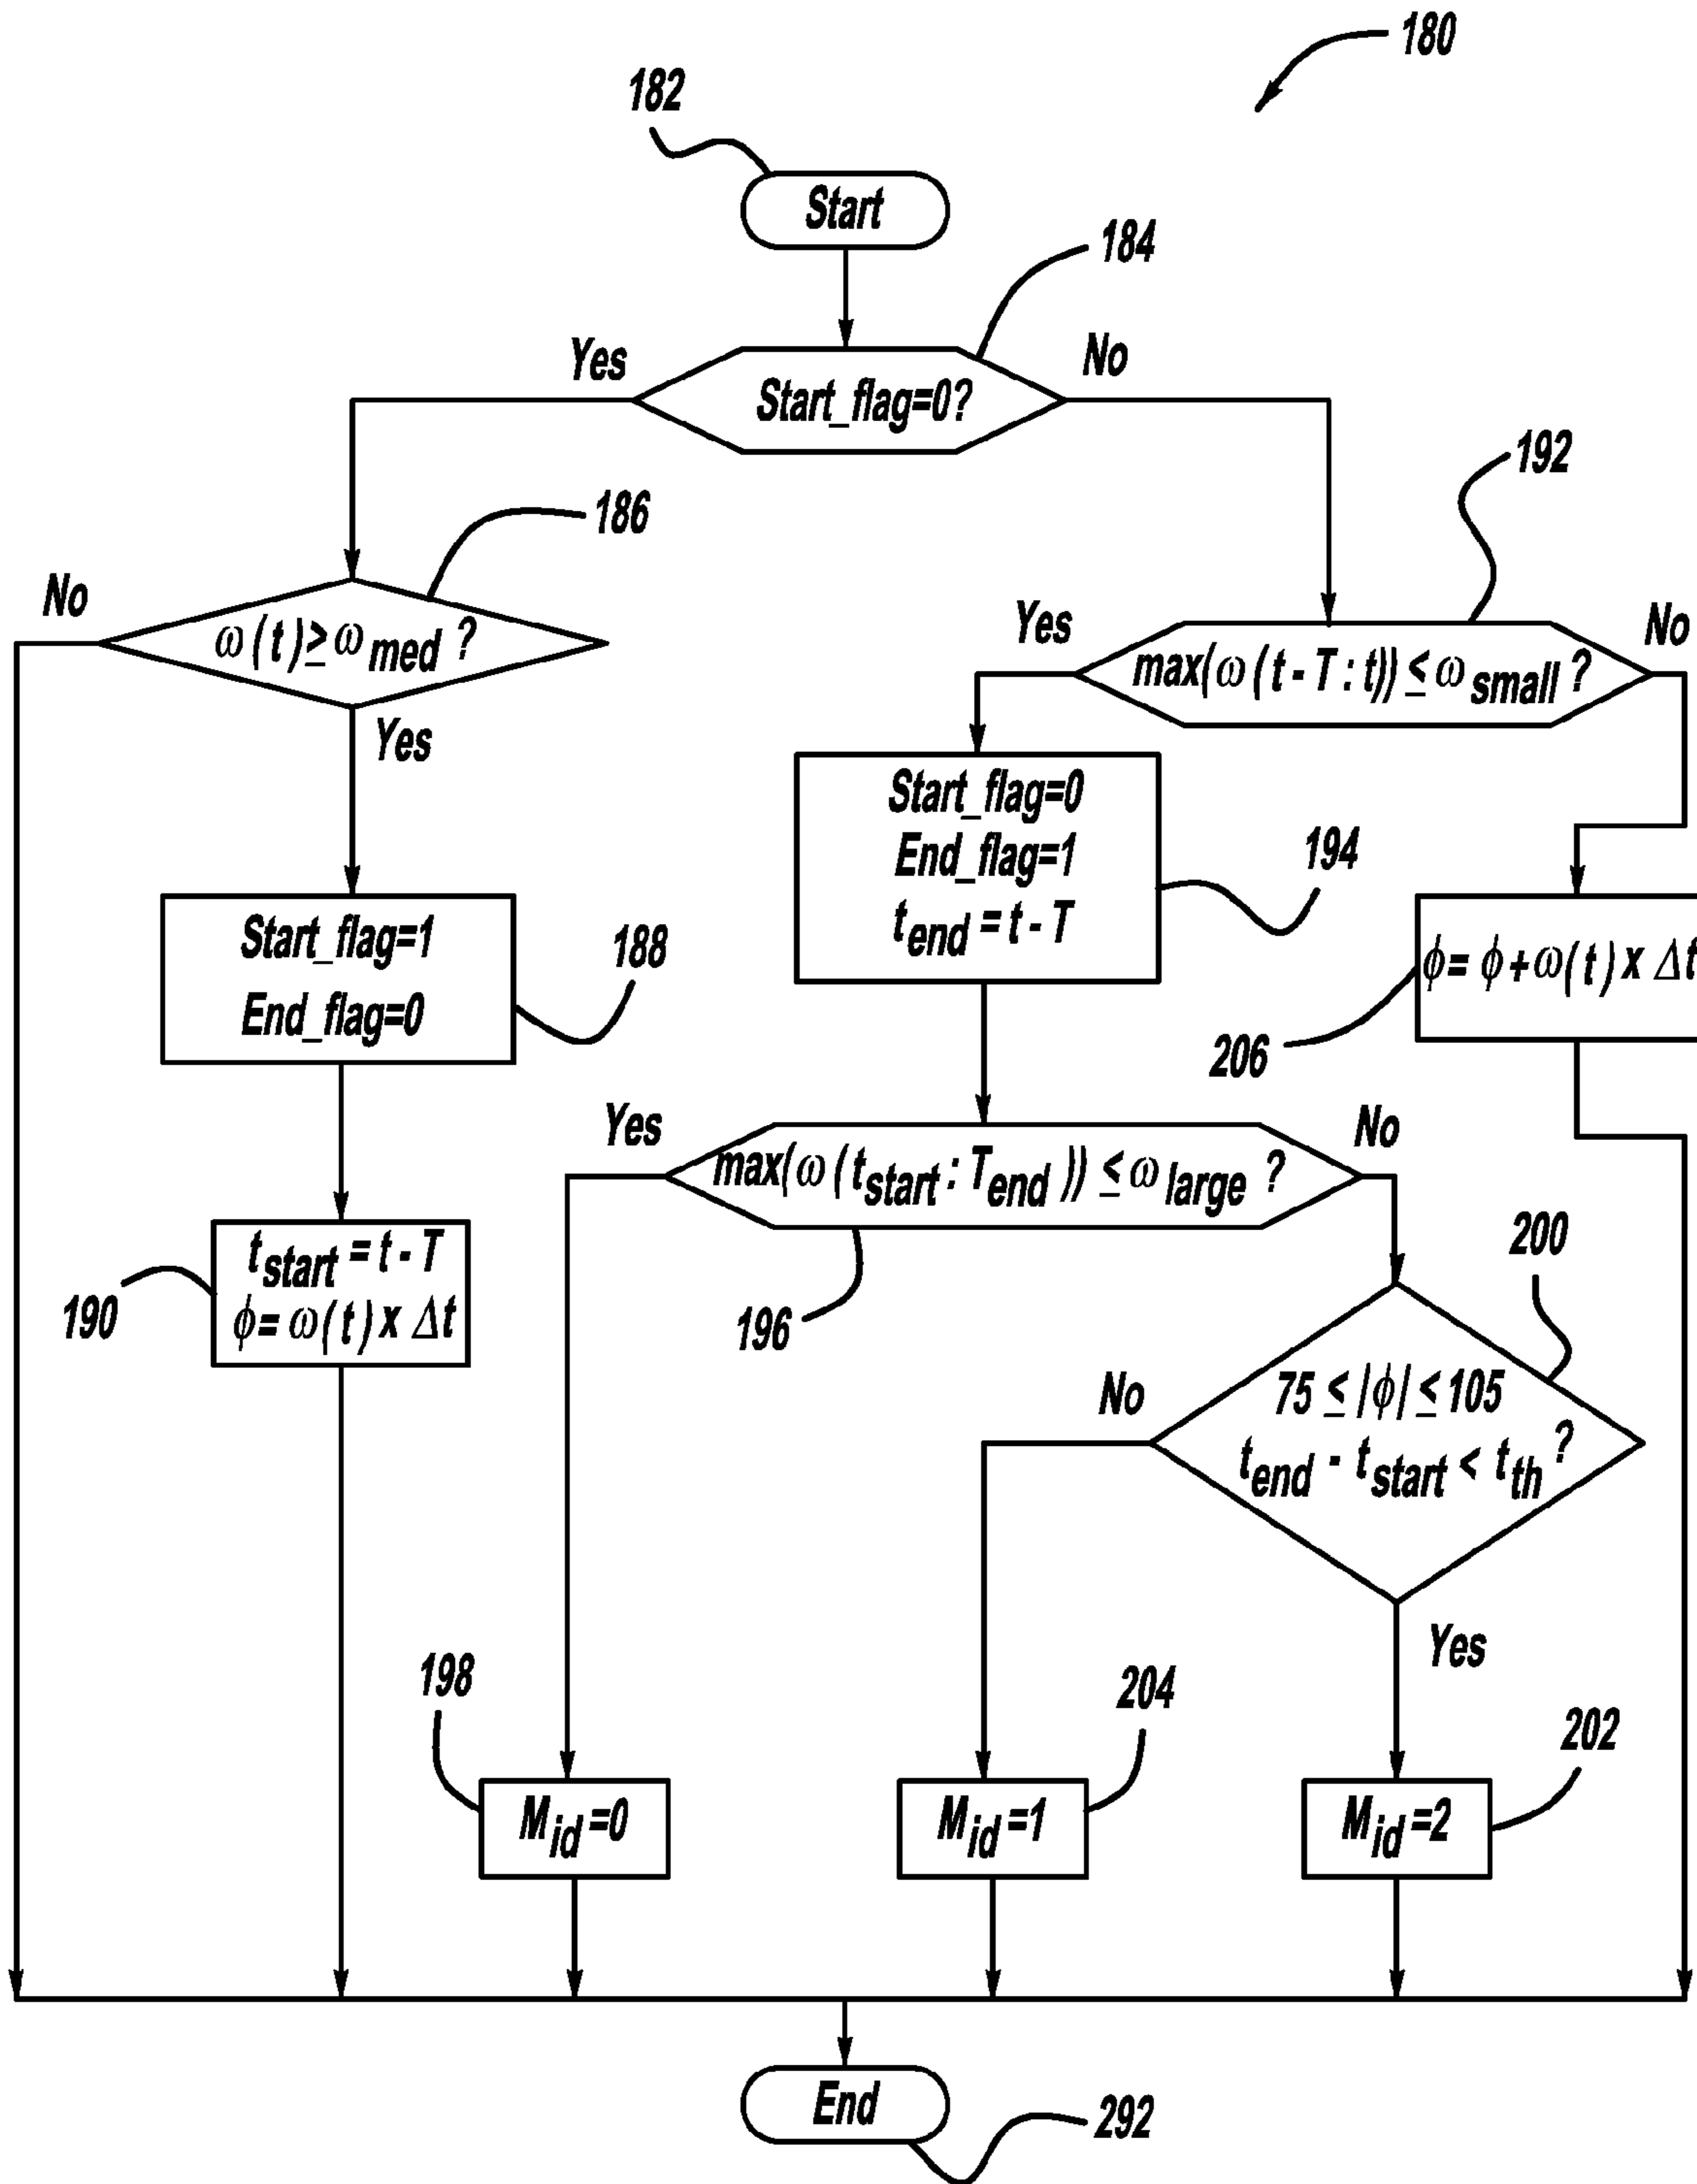 180
182
Start
184
Yes
No
Start_flag=0?
192
186
No
ω(t)≥ωmed ?
Yes
Yes
No
max(ω(t - T : t)) ≤ ωsmall ?
Start_flag=0
End_flag=1
tend = t - T
194
Start_flag=1
End_flag=0
188
ϕ= ϕ+ω(t) x Δt
206
Yes
No
max(ω(tstart : Tend )) ≤ ωlarge ?
200
tstart = t - T
ϕ= ω(t) x Δt
190
196
No
75 ≤ |ϕ| ≤ 105
tend - tstart < tth ?
Yes
198
204
202
Mid =0
Mid =1
Mid =2
End
292